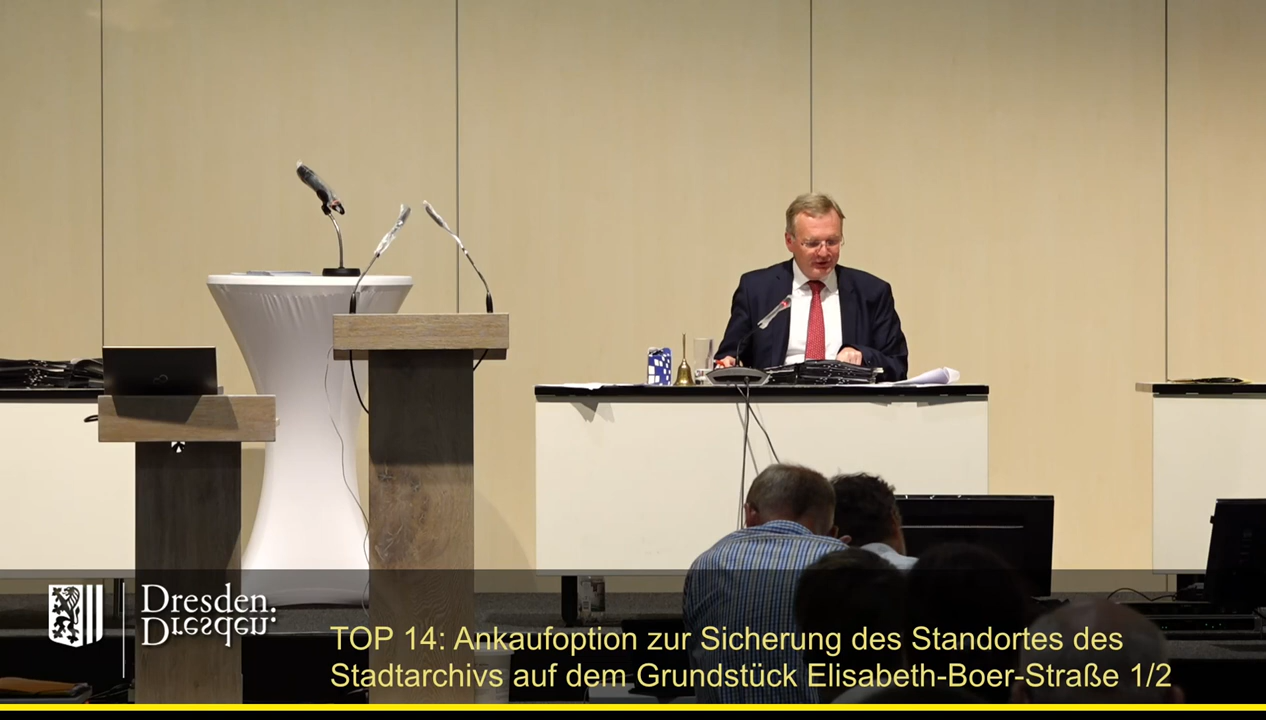 Dresden.
Dresden.
TOP 14: Ankaufoption zur Sicherung des Standortes des
Stadtarchivs auf dem Grundstück Elisabeth-Boer-Straße 1/2